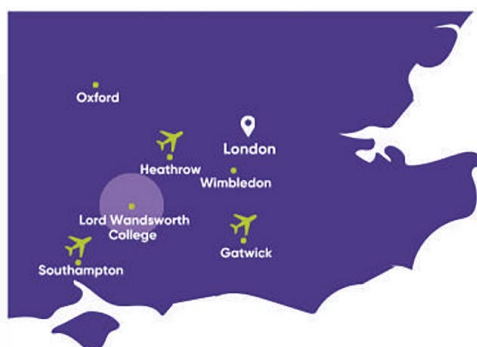 Oxford
London
Heathrow
Wimbledon
Lord Wandsworth
College
Gatwick
Southampton